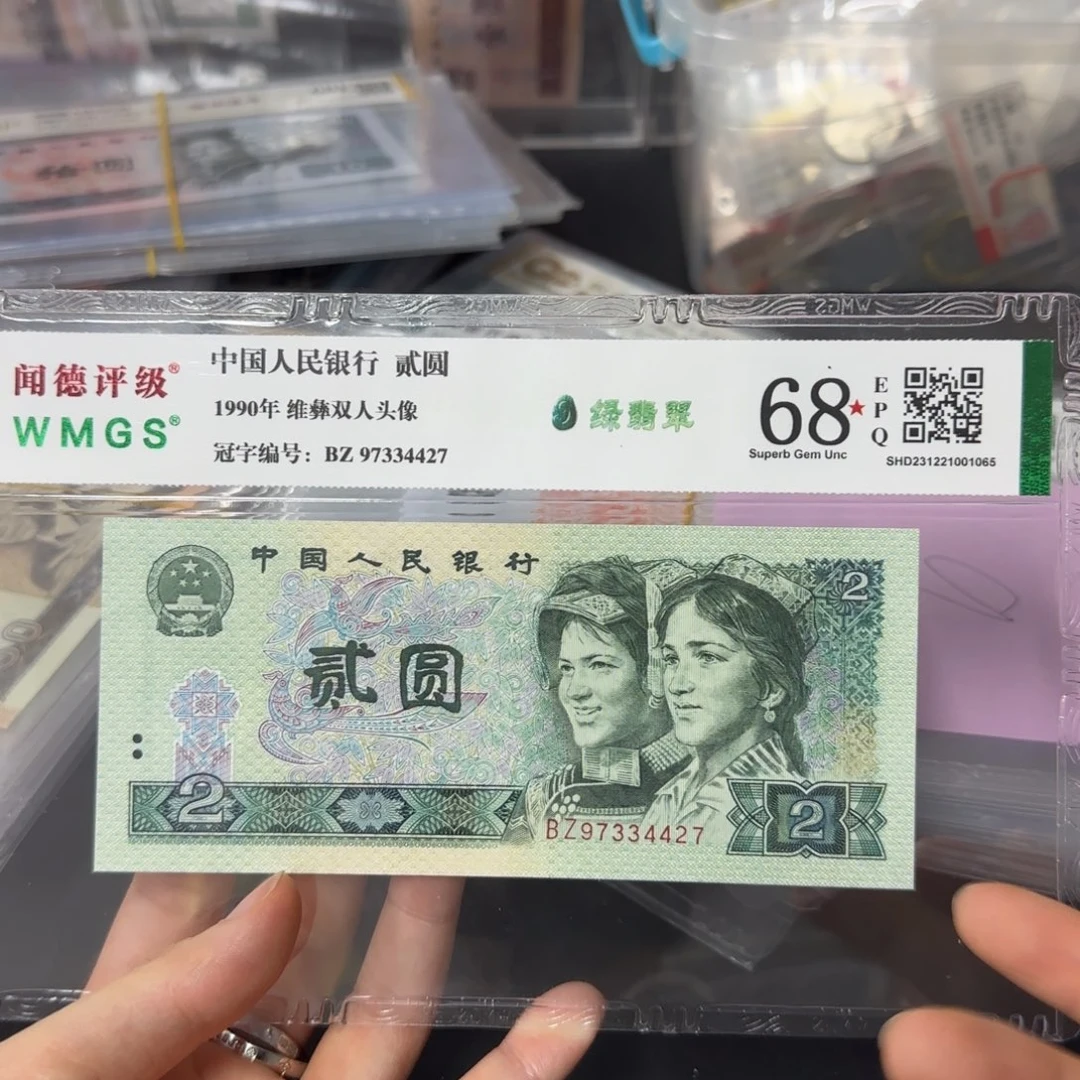 闻德评级®
WMGS®
中国人民银行 贰圆
1990年 维彝双人头像
冠字编号：BZ 97334427
绿翡翠
68★
EPQ
Superb Gem Unc
SHD231221001065
WMGS
中国人民银行
贰圆
2
2
2
BZ97334427